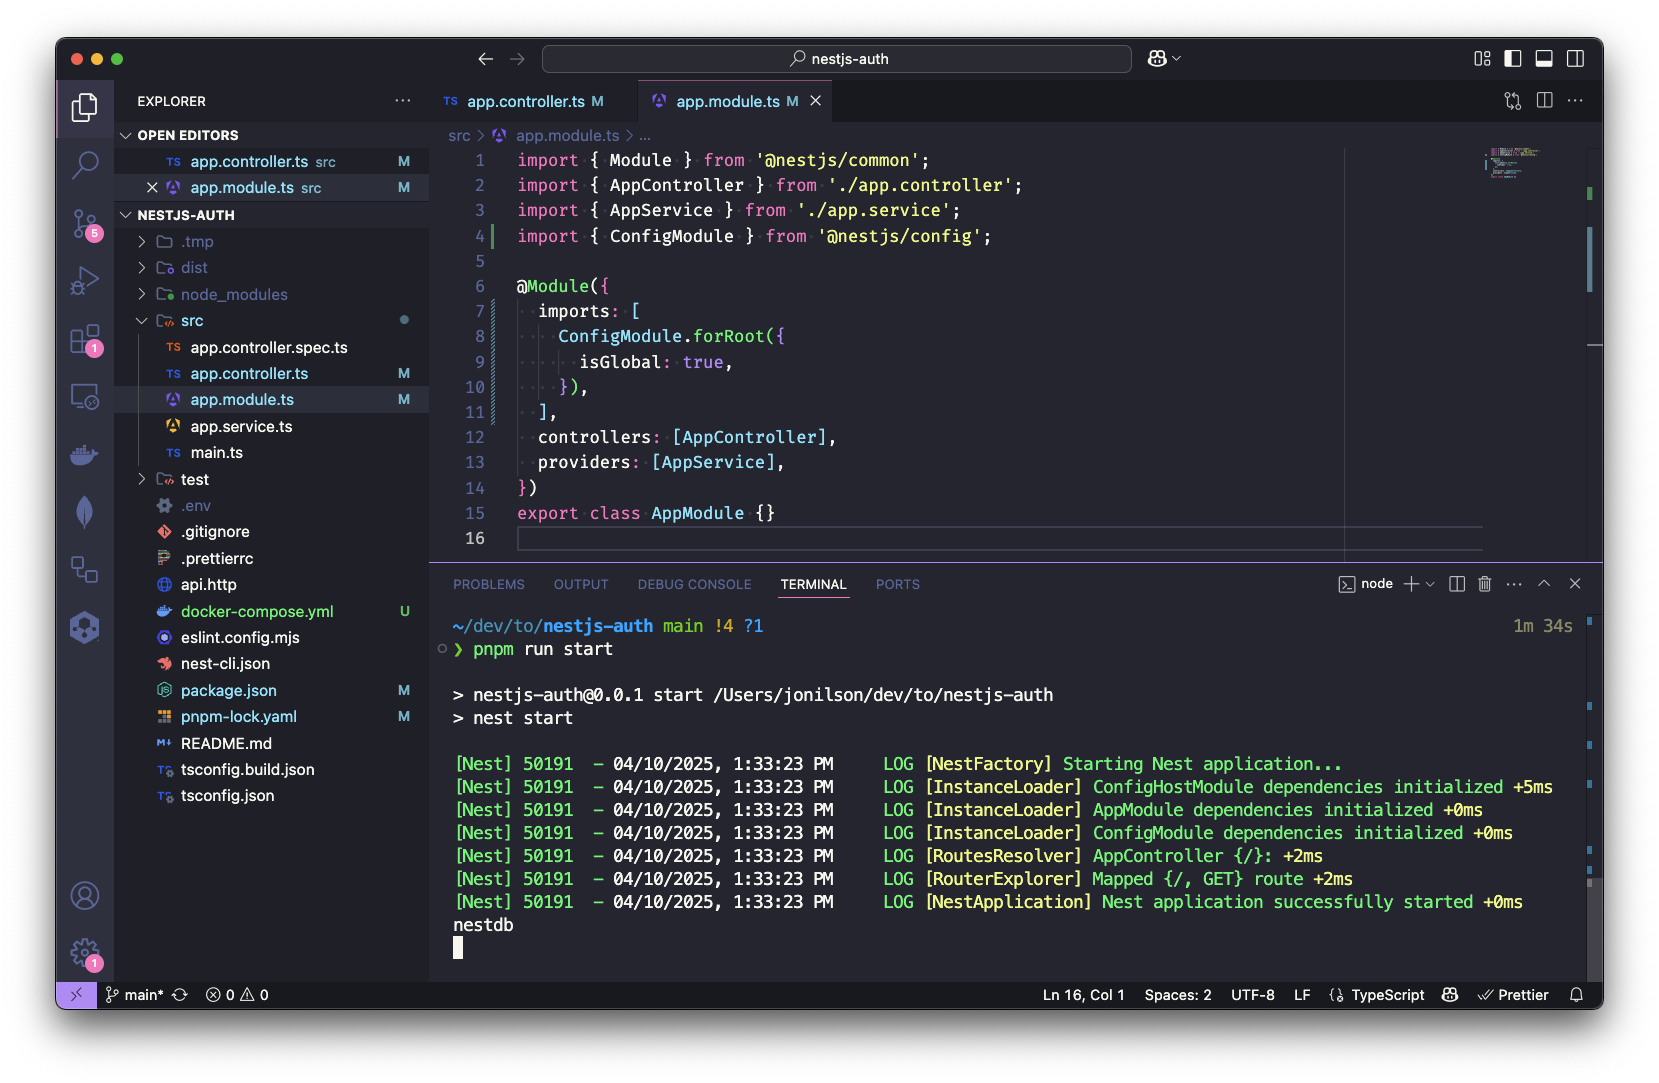 nestjs-auth
EXPLORER
OPEN EDITORS
TS app.controller.ts src M
app.module.ts src M
NESTJS-AUTH
.tmp
dist
node_modules
src
TS app.controller.spec.ts
TS app.controller.ts M
app.module.ts M
app.service.ts
TS main.ts
test
.env
.gitignore
.prettierrc
api.http
docker-compose.yml U
eslint.config.mjs
nest-cli.json
package.json M
pnpm-lock.yaml M
README.md
tsconfig.build.json
tsconfig.json
5
1
1
TS app.controller.ts M
app.module.ts M
src > app.module.ts > ...
1 import { Module } from '@nestjs/common';
2 import { AppController } from './app.controller';
3 import { AppService } from './app.service';
4 import { ConfigModule } from '@nestjs/config';
5
6 @Module({
7 imports: [
8 ConfigModule.forRoot({
9 isGlobal: true,
10 }),
11 ],
12 controllers: [AppController],
13 providers: [AppService],
14 })
15 export class AppModule {}
16
PROBLEMS OUTPUT DEBUG CONSOLE TERMINAL PORTS
node
~/dev/to/nestjs-auth main !4 ?1 1m 34s
❯ pnpm run start
> nestjs-auth@0.0.1 start /Users/jonilson/dev/to/nestjs-auth
> nest start
[Nest] 50191 - 04/10/2025, 1:33:23 PM LOG [NestFactory] Starting Nest application...
[Nest] 50191 - 04/10/2025, 1:33:23 PM LOG [InstanceLoader] ConfigHostModule dependencies initialized +5ms
[Nest] 50191 - 04/10/2025, 1:33:23 PM LOG [InstanceLoader] AppModule dependencies initialized +0ms
[Nest] 50191 - 04/10/2025, 1:33:23 PM LOG [InstanceLoader] ConfigModule dependencies initialized +0ms
[Nest] 50191 - 04/10/2025, 1:33:23 PM LOG [RoutesResolver] AppController {/}: +2ms
[Nest] 50191 - 04/10/2025, 1:33:23 PM LOG [RouterExplorer] Mapped {/, GET} route +2ms
[Nest] 50191 - 04/10/2025, 1:33:23 PM LOG [NestApplication] Nest application successfully started +0ms
nestdb
main* 0 0
Ln 16, Col 1 Spaces: 2 UTF-8 LF TypeScript Prettier